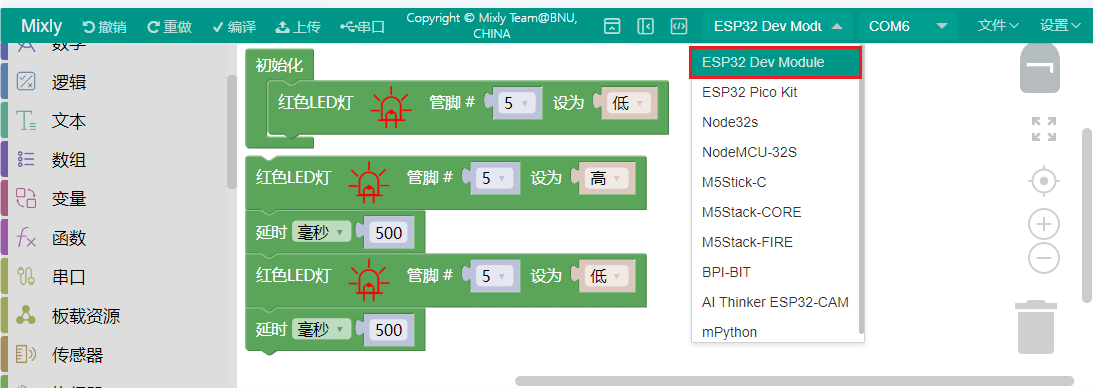 Mixly 撤销 重做 编译 上传 串口 Copyright © Mixly Team@BNU, CHINA ESP32 Dev Modu COM6 文件 设置
数学
逻辑
文本
数组
变量
函数
串口
板载资源
传感器
初始化
红色LED灯 管脚 # 5 设为 低
红色LED灯 管脚 # 5 设为 高
延时 毫秒 500
红色LED灯 管脚 # 5 设为 低
延时 毫秒 500
ESP32 Dev Module
ESP32 Pico Kit
Node32s
NodeMCU-32S
M5Stick-C
M5Stack-CORE
M5Stack-FIRE
BPI-BIT
AI Thinker ESP32-CAM
mPython